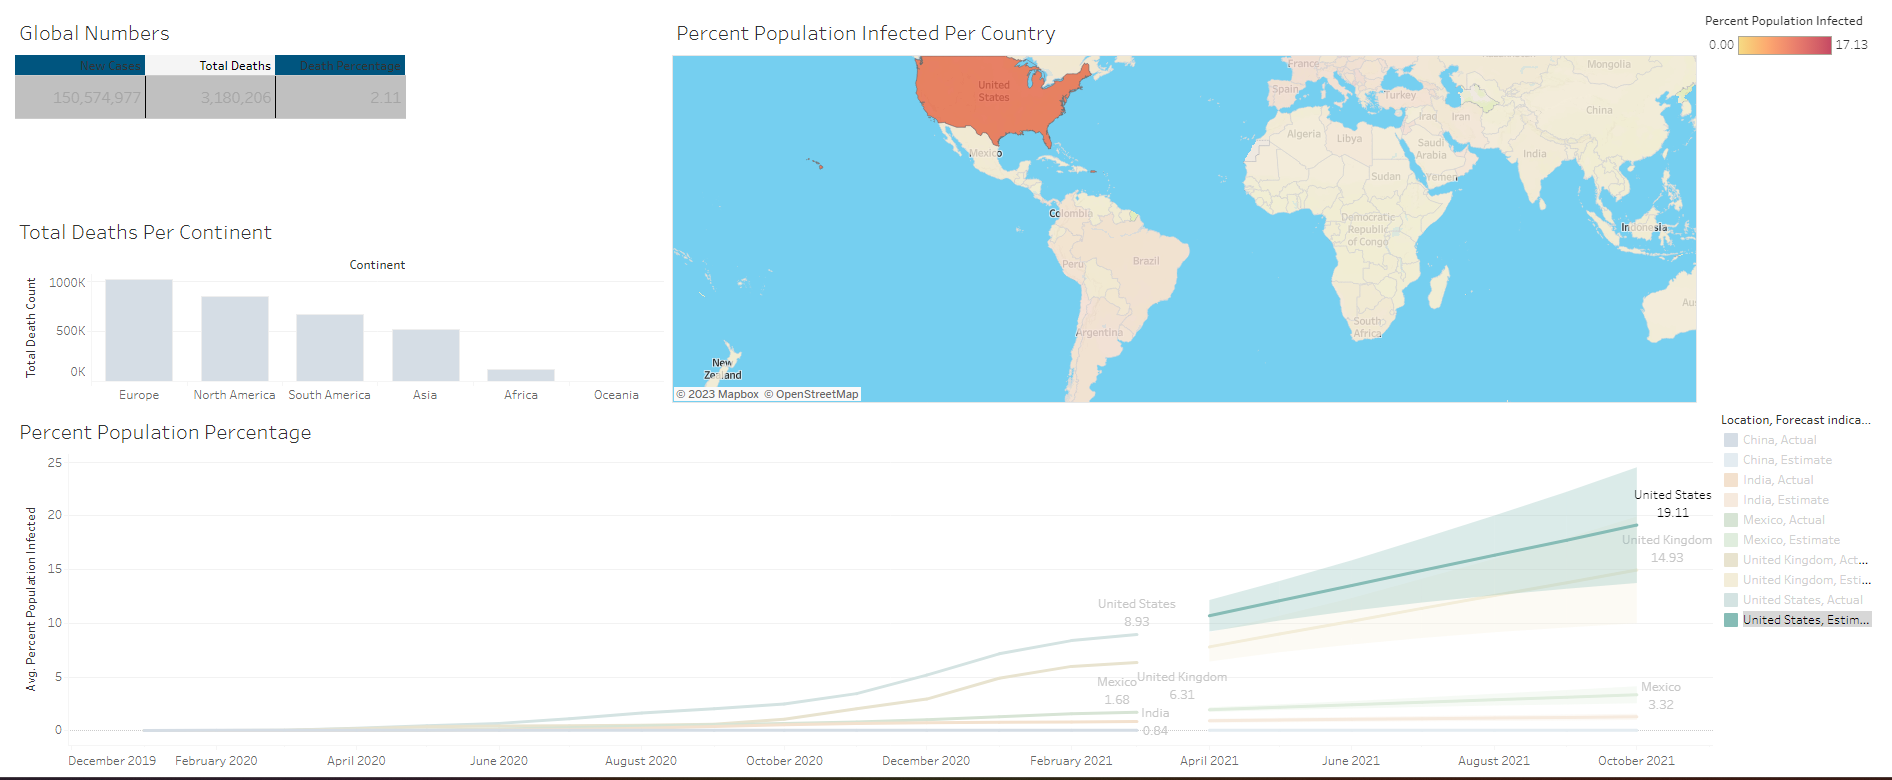 Global Numbers
New Cases Total Deaths Death Percentage
150,574,977 3,180,206 2.11
Total Deaths Per Continent
Continent
Total Death Count
1000K
500K
0K
Europe North America South America Asia Africa Oceania
Percent Population Infected Per Country
United
States
Mexico
Colombia
Peru
Brazil
Argentina
New
Zealand
France
Spain
Turkey
Mongolia
China
Iraq
Iran
Algeria
Libya
Saudi
Arabia
India
Sudan
Yemen
Democratic
Republic
of Congo
Indonesia
South
Africa
Aus
© 2023 Mapbox © OpenStreetMap
Percent Population Infected
0.00 17.13
Percent Population Percentage
Avg. Percent Population Infected
25
20
15
10
5
0
United States
8.93
Mexico
1.68
United Kingdom
6.31
India
0.84
United States
19.11
United Kingdom
14.93
Mexico
3.32
December 2019 February 2020 April 2020 June 2020 August 2020 October 2020 December 2020 February 2021 April 2021 June 2021 August 2021 October 2021
Location, Forecast indica...
China, Actual
China, Estimate
India, Actual
India, Estimate
Mexico, Actual
Mexico, Estimate
United Kingdom, Act...
United Kingdom, Esti...
United States, Actual
United States, Estim...